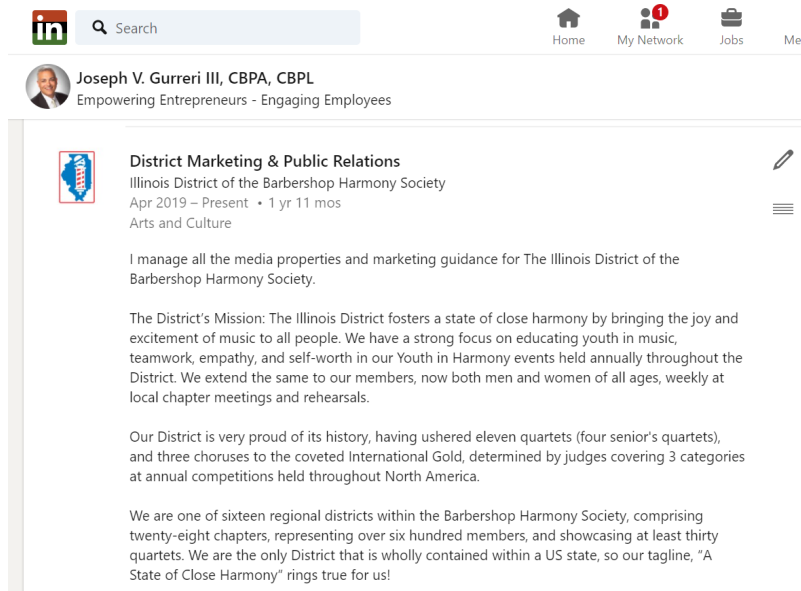 in
Search
1
Home
My Network
Jobs
Me
Joseph V. Gurreri III, CBPA, CBPL
Empowering Entrepreneurs - Engaging Employees
District Marketing & Public Relations
Illinois District of the Barbershop Harmony Society
Apr 2019 – Present • 1 yr 11 mos
Arts and Culture
I manage all the media properties and marketing guidance for The Illinois District of the
Barbershop Harmony Society.
The District's Mission: The Illinois District fosters a state of close harmony by bringing the joy and
excitement of music to all people. We have a strong focus on educating youth in music,
teamwork, empathy, and self-worth in our Youth in Harmony events held annually throughout the
District. We extend the same to our members, now both men and women of all ages, weekly at
local chapter meetings and rehearsals.
Our District is very proud of its history, having ushered eleven quartets (four senior's quartets),
and three choruses to the coveted International Gold, determined by judges covering 3 categories
at annual competitions held throughout North America.
We are one of sixteen regional districts within the Barbershop Harmony Society, comprising
twenty-eight chapters, representing over six hundred members, and showcasing at least thirty
quartets. We are the only District that is wholly contained within a US state, so our tagline, "A
State of Close Harmony" rings true for us!